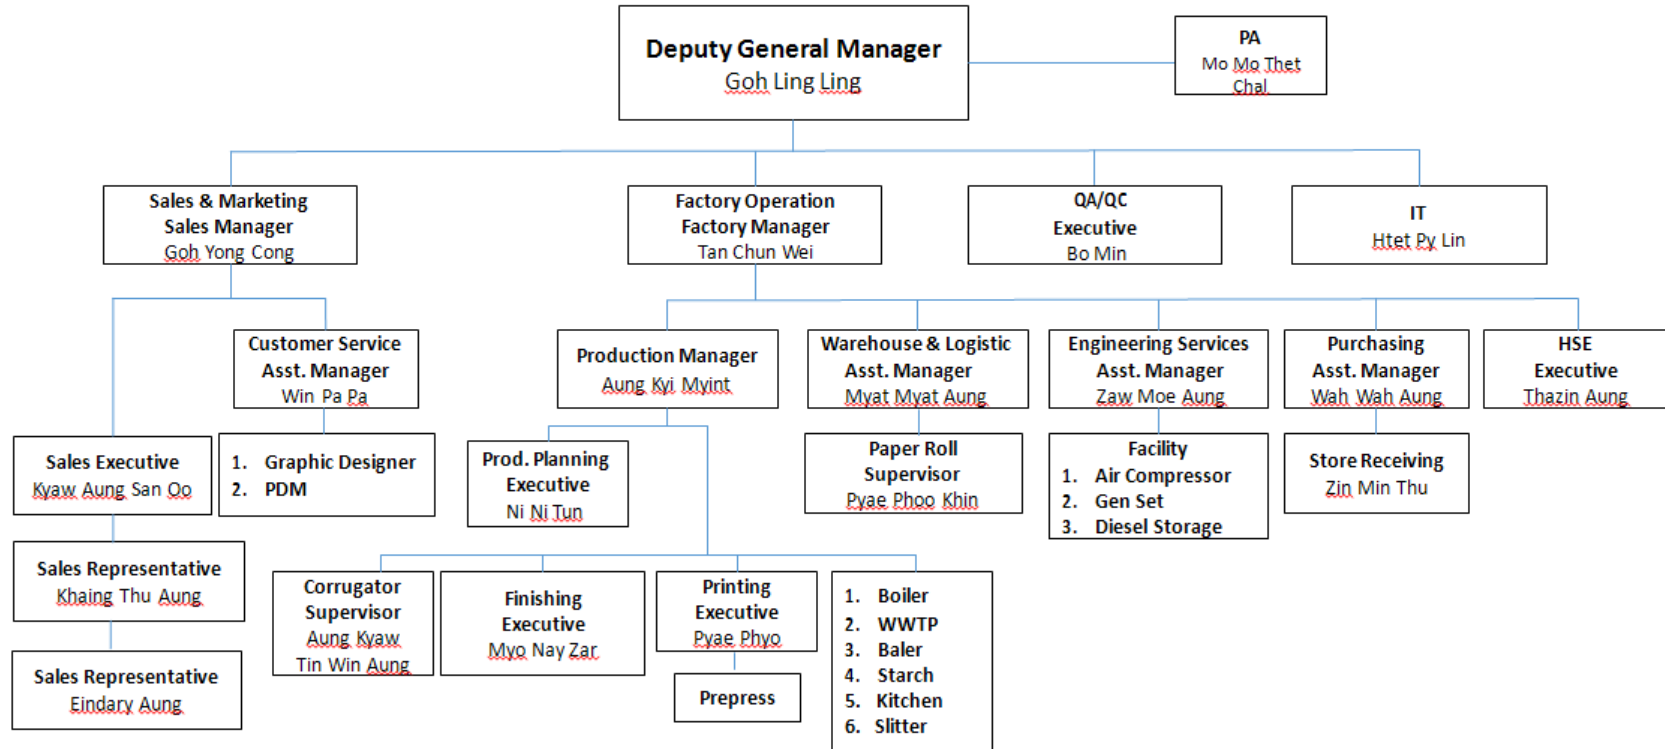 Deputy General Manager
Goh Ling Ling
PA
Mo Mo Thet
Chal
Sales & Marketing
Sales Manager
Goh Yong Cong
Factory Operation
Factory Manager
Tan Chun Wei
QA/QC
Executive
Bo Min
IT
Htet Py Lin
Customer Service
Asst. Manager
Win Pa Pa
Production Manager
Aung Kyi Myint
Warehouse & Logistic
Asst. Manager
Myat Myat Aung
Engineering Services
Asst. Manager
Zaw Moe Aung
Purchasing
Asst. Manager
Wah Wah Aung
HSE
Executive
Thazin Aung
Sales Executive
Kyaw Aung San Oo
1. Graphic Designer
2. PDM
Prod. Planning
Executive
Ni Ni Tun
Paper Roll
Supervisor
Pyae Phoo Khin
Facility
1. Air Compressor
2. Gen Set
3. Diesel Storage
Store Receiving
Zin Min Thu
Sales Representative
Khaing Thu Aung
Sales Representative
Eindary Aung
Corrugator
Supervisor
Aung Kyaw
Tin Win Aung
Finishing
Executive
Myo Nay Zar
Printing
Executive
Pyae Phyo
Prepress
1. Boiler
2. WWTP
3. Baler
4. Starch
5. Kitchen
6. Slitter